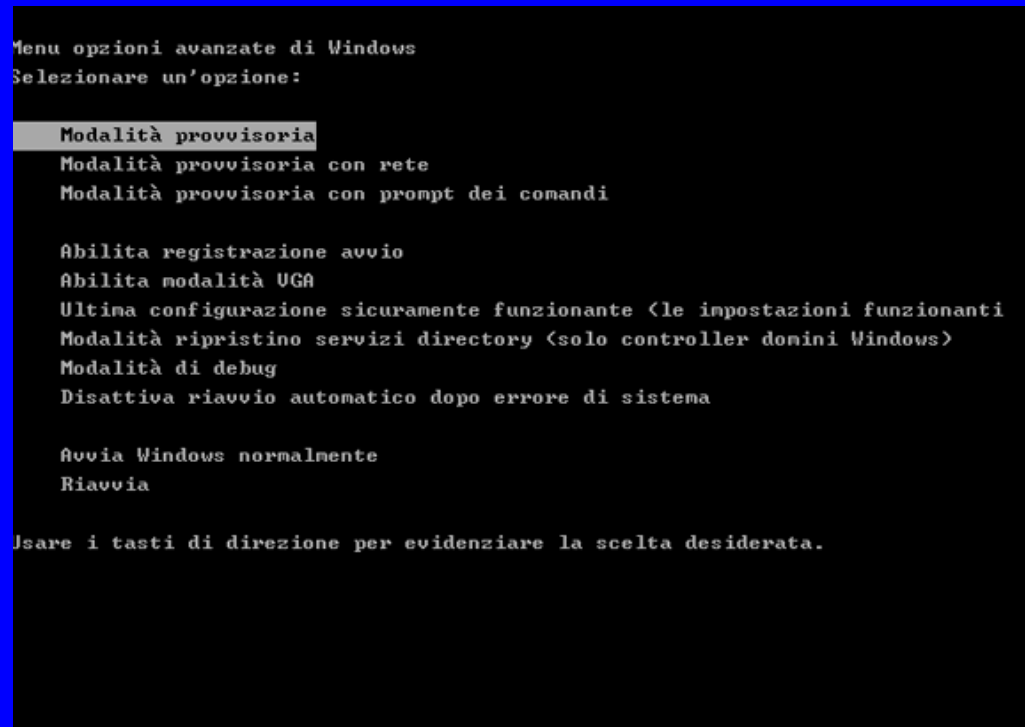 Menu opzioni avanzate di Windows
Selezionare un'opzione:
Modalità provvisoria
Modalità provvisoria con rete
Modalità provvisoria con prompt dei comandi
Abilita registrazione avvio
Abilita modalità VGA
Ultima configurazione sicuramente funzionante (le impostazioni funzionanti
Modalità ripristino servizi directory (solo controller domini Windows)
Modalità di debug
Disattiva riavvio automatico dopo errore di sistema
Avvia Windows normalmente
Riavvia
Usare i tasti di direzione per evidenziare la scelta desiderata.